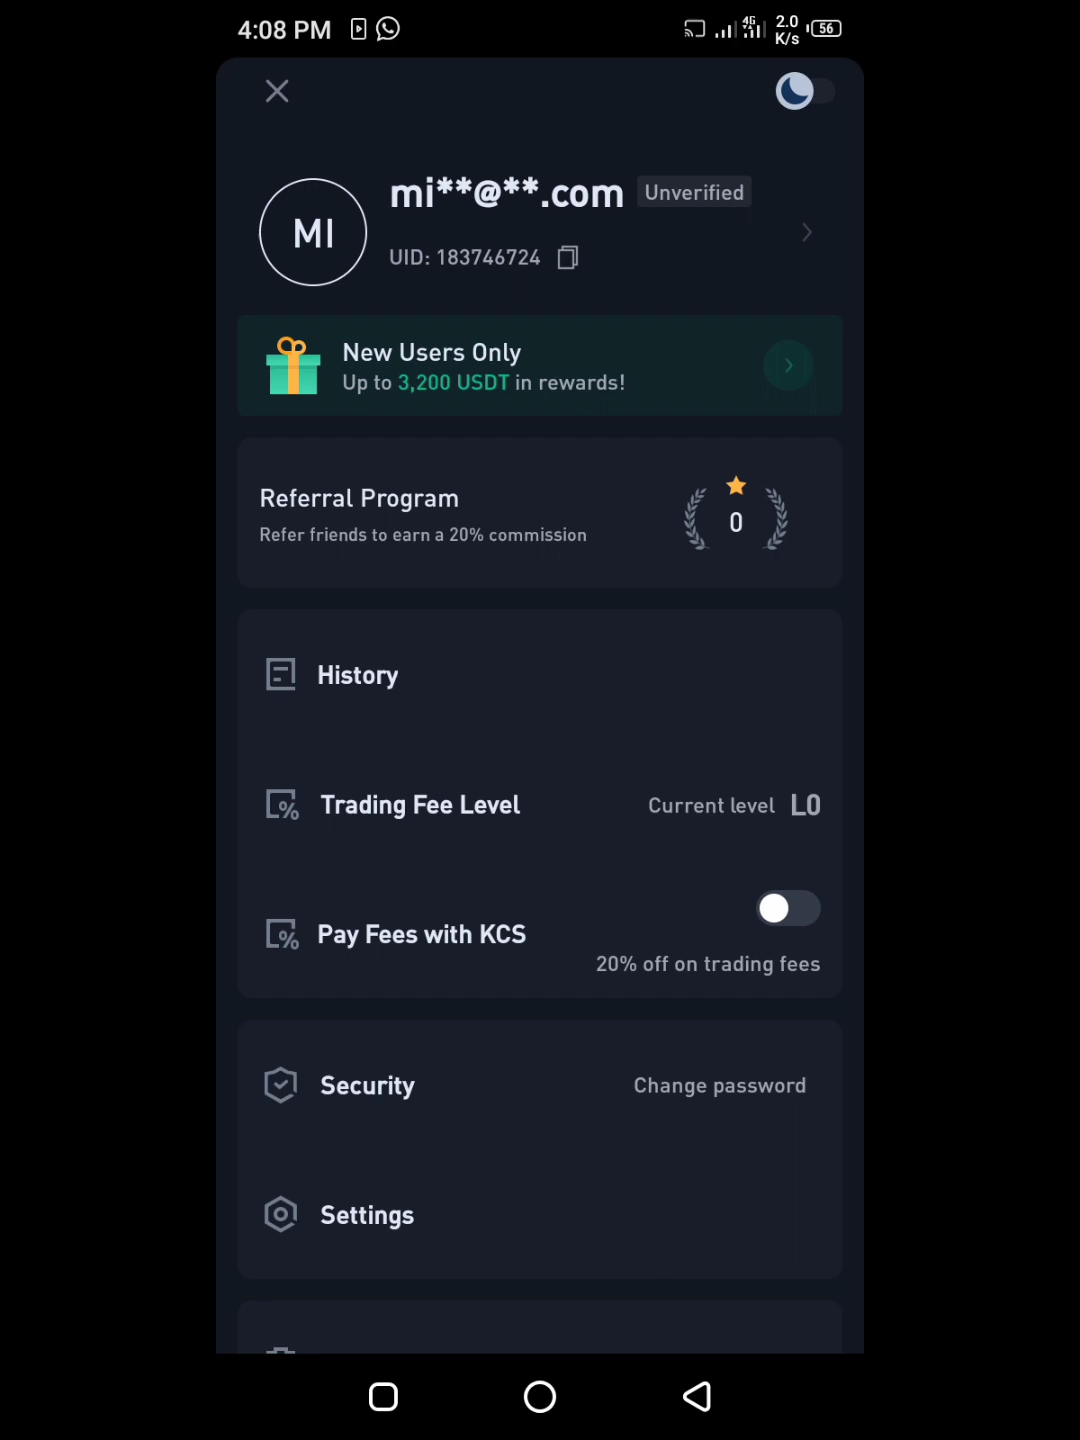 4:08 PM 4G 2.0 K/s 56
mi**@**.com Unverified
MI
UID: 183746724
New Users Only
Up to 3,200 USDT in rewards!
Referral Program
Refer friends to earn a 20% commission
0
History
Trading Fee Level Current level L0
Pay Fees with KCS
20% off on trading fees
Security Change password
Settings